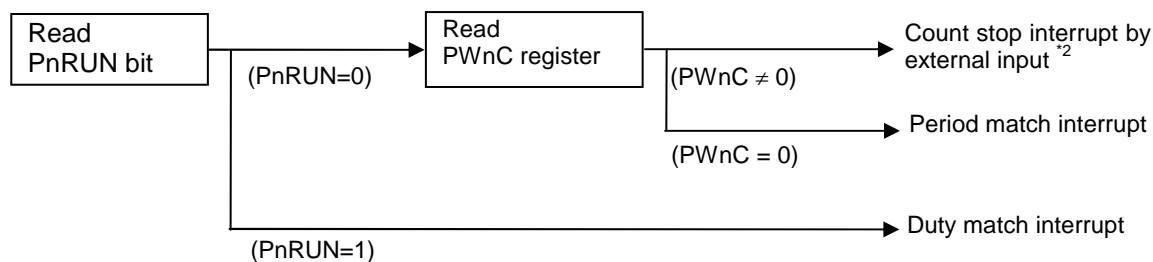 Read
PnRUN bit
(PnRUN=0)
Read
PWnC register
(PWnC ≠ 0)
Count stop interrupt by
external input *2
(PWnC = 0)
Period match interrupt
(PnRUN=1)
Duty match interrupt